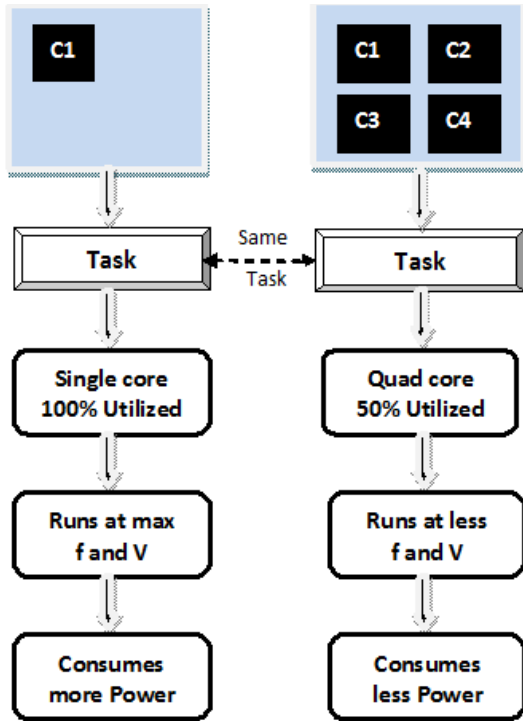 C1
Task
Single core
100% Utilized
Runs at max
f and V
Consumes
more Power
Same
Task
C1 C2
C3 C4
Task
Quad core
50% Utilized
Runs at less
f and V
Consumes
less Power